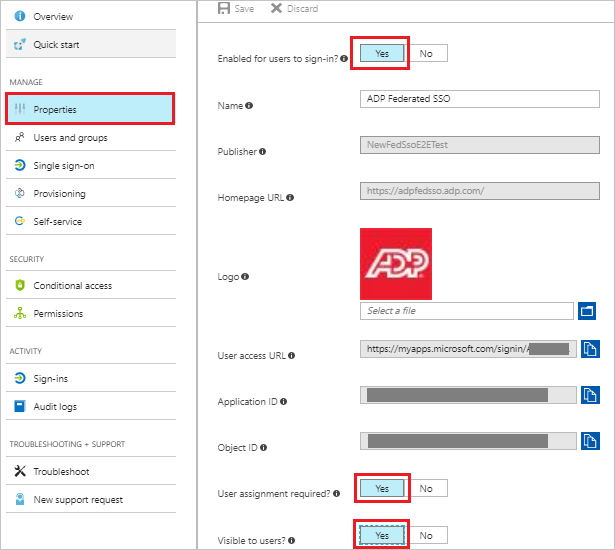 Overview
Quick start
MANAGE
Properties
Users and groups
Single sign-on
Provisioning
Self-service
SECURITY
Conditional access
Permissions
ACTIVITY
Sign-ins
Audit logs
TROUBLESHOOTING + SUPPORT
Troubleshoot
New support request
Save Discard
Enabled for users to sign-in? Yes No
Name ADP Federated SSO
Publisher NewFedSsoE2ETest
Homepage URL https://adpfedsso.adp.com/
Logo ADP
Select a file
User access URL https://myapps.microsoft.com/signin/
Application ID
Object ID
User assignment required? Yes No
Visible to users? Yes No